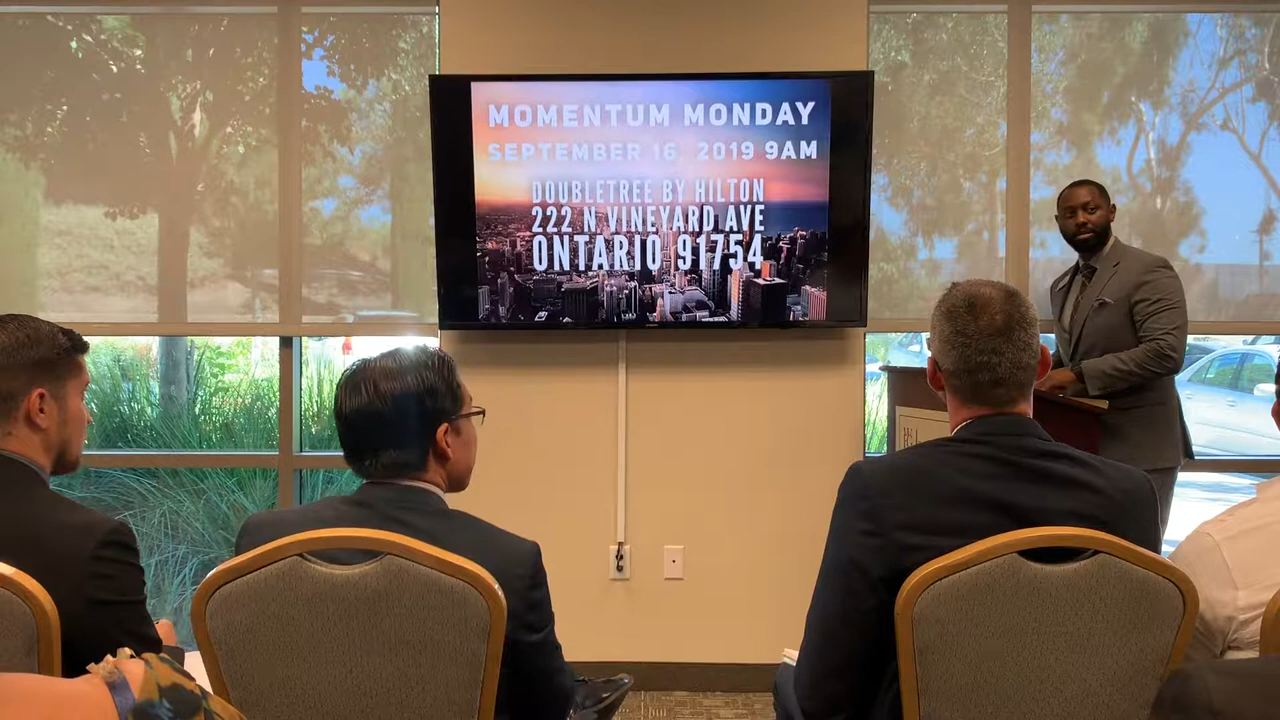 MOMENTUM MONDAY
SEPTEMBER 16, 2019 9AM
DOUBLETREE BY HILTON
222 N VINEYARD AVE
ONTARIO 91754